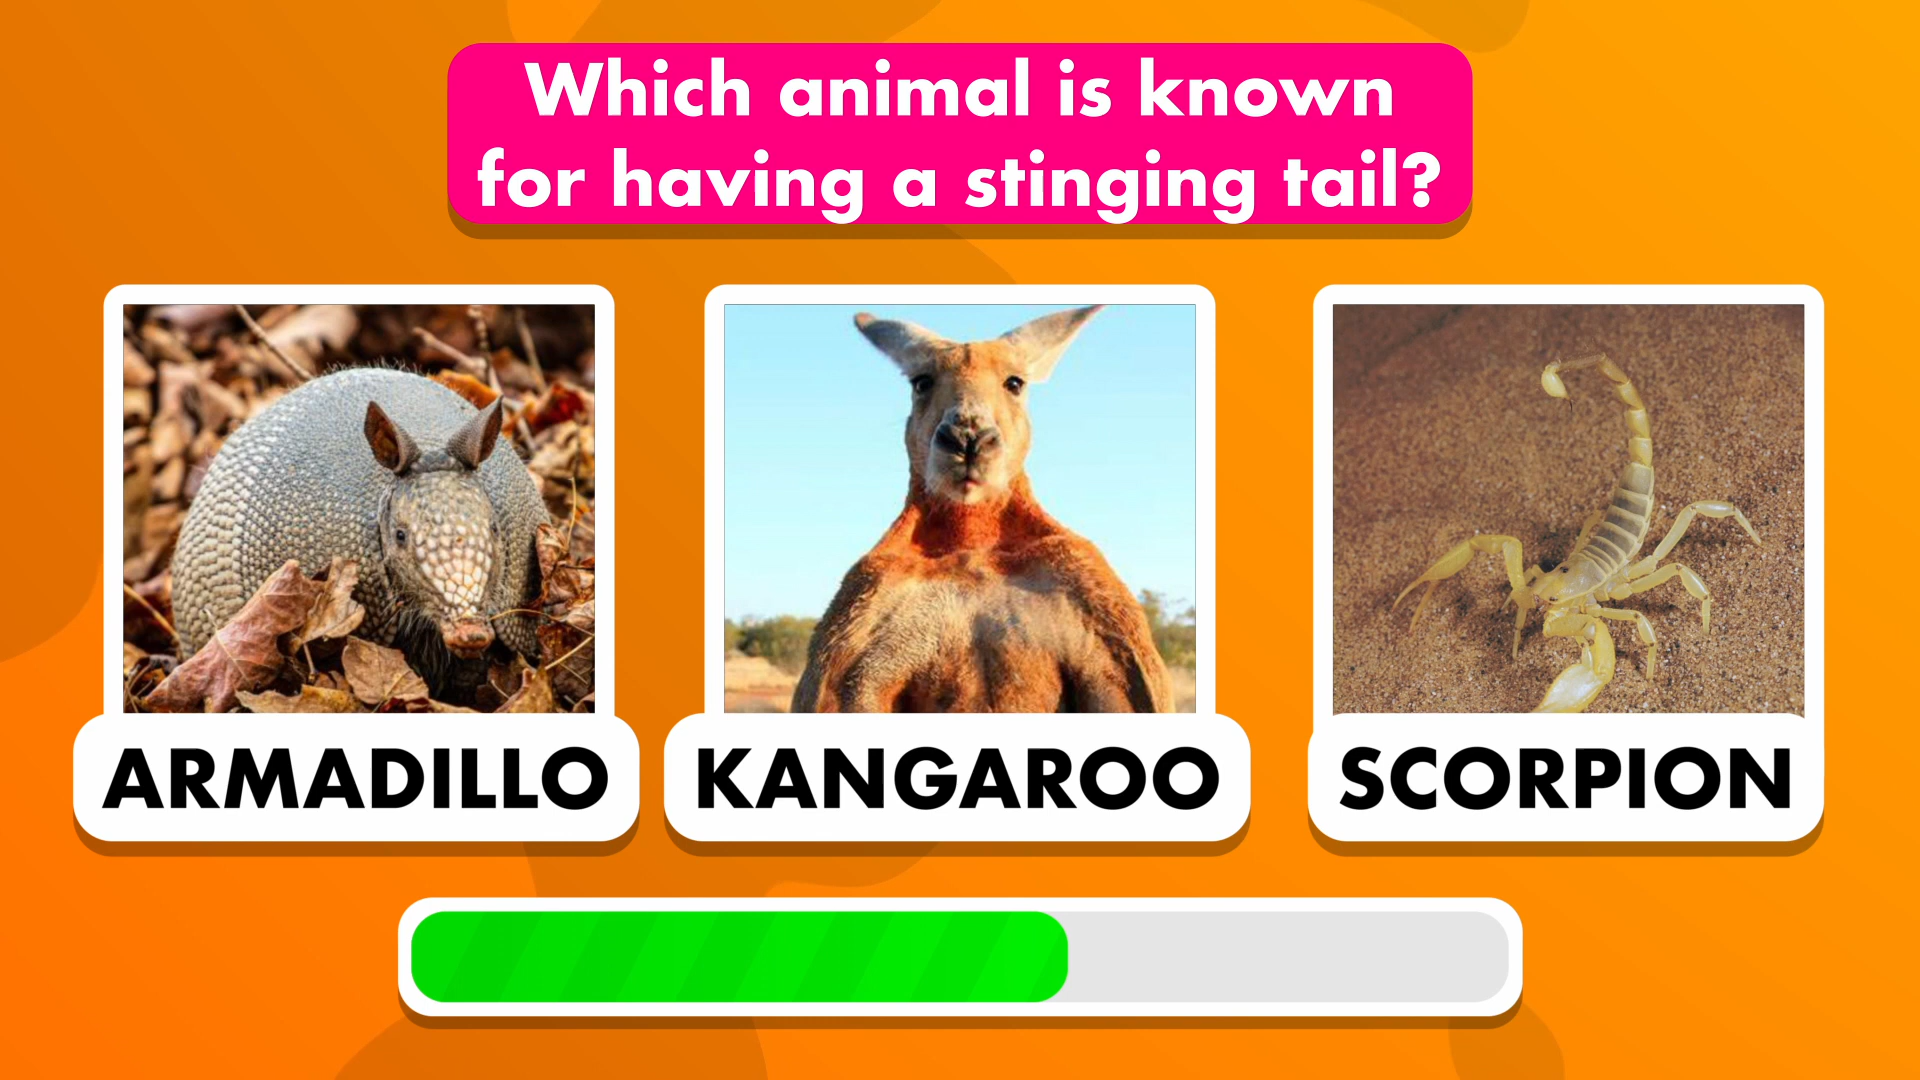 Which animal is known
for having a stinging tail?
ARMADILLO
KANGAROO
SCORPION